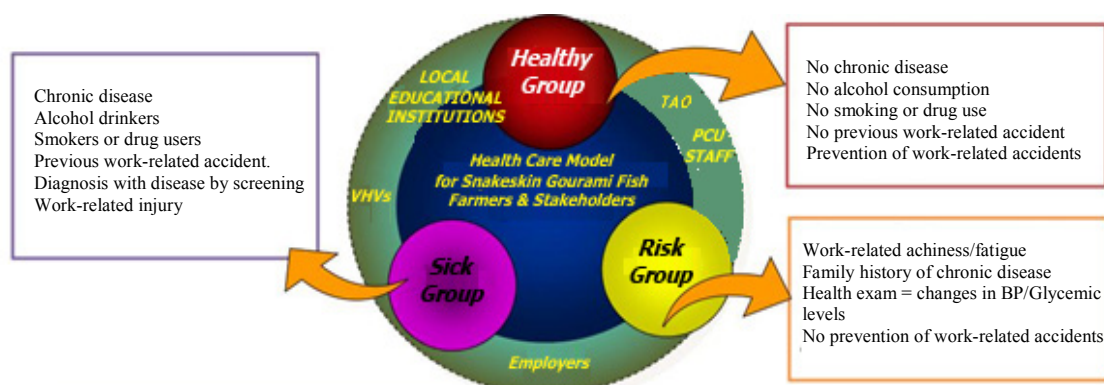 Chronic disease
Alcohol drinkers
Smokers or drug users
Previous work-related accident.
Diagnosis with disease by screening
Work-related injury
Healthy
Group
LOCAL
EDUCATIONAL
INSTITUTIONS
TAO
PCU
STAFF
VHVs
Health Care Model
for Snakeskin Gourami Fish
Farmers & Stakeholders
Sick
Group
Risk
Group
Employers
No chronic disease
No alcohol consumption
No smoking or drug use
No previous work-related accident
Prevention of work-related accidents
Work-related achiness/fatigue
Family history of chronic disease
Health exam = changes in BP/Glycemic
levels
No prevention of work-related accidents